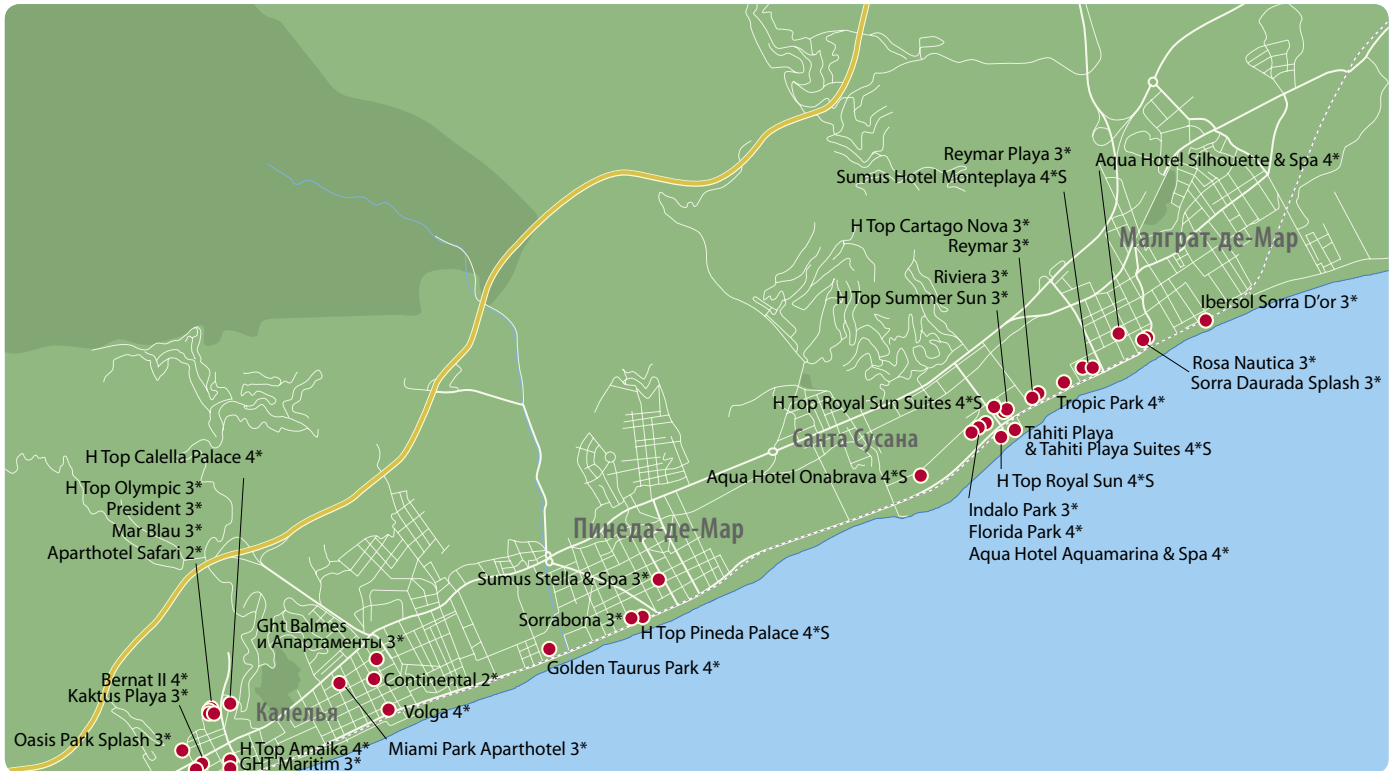 Reymar Playa 3*
Sumus Hotel Monteplaya 4*S
Aqua Hotel Silhouette & Spa 4*
H Top Cartago Nova 3*
Reymar 3*
Малграт-де-Мар
Riviera 3*
H Top Summer Sun 3*
Ibersol Sorra D’or 3*
Rosa Nautica 3*
Sorra Daurada Splash 3*
H Top Royal Sun Suites 4*S
Tropic Park 4*
Санта Сусана
Tahiti Playa
& Tahiti Playa Suites 4*S
Aqua Hotel Onabrava 4*S
H Top Royal Sun 4*S
Indalo Park 3*
Florida Park 4*
Aqua Hotel Aquamarina & Spa 4*
H Top Calella Palace 4*
H Top Olympic 3*
President 3*
Mar Blau 3*
Aparthotel Safari 2*
Пинеда-де-Мар
Sumus Stella & Spa 3*
Sorrabona 3*
H Top Pineda Palace 4*S
Ght Balmes
и Апартаменты 3*
Golden Taurus Park 4*
Bernat II 4*
Kaktus Playa 3*
Continental 2*
Калелья
Volga 4*
Oasis Park Splash 3*
H Top Amaika 4*
GHT Maritim 3*
Miami Park Aparthotel 3*